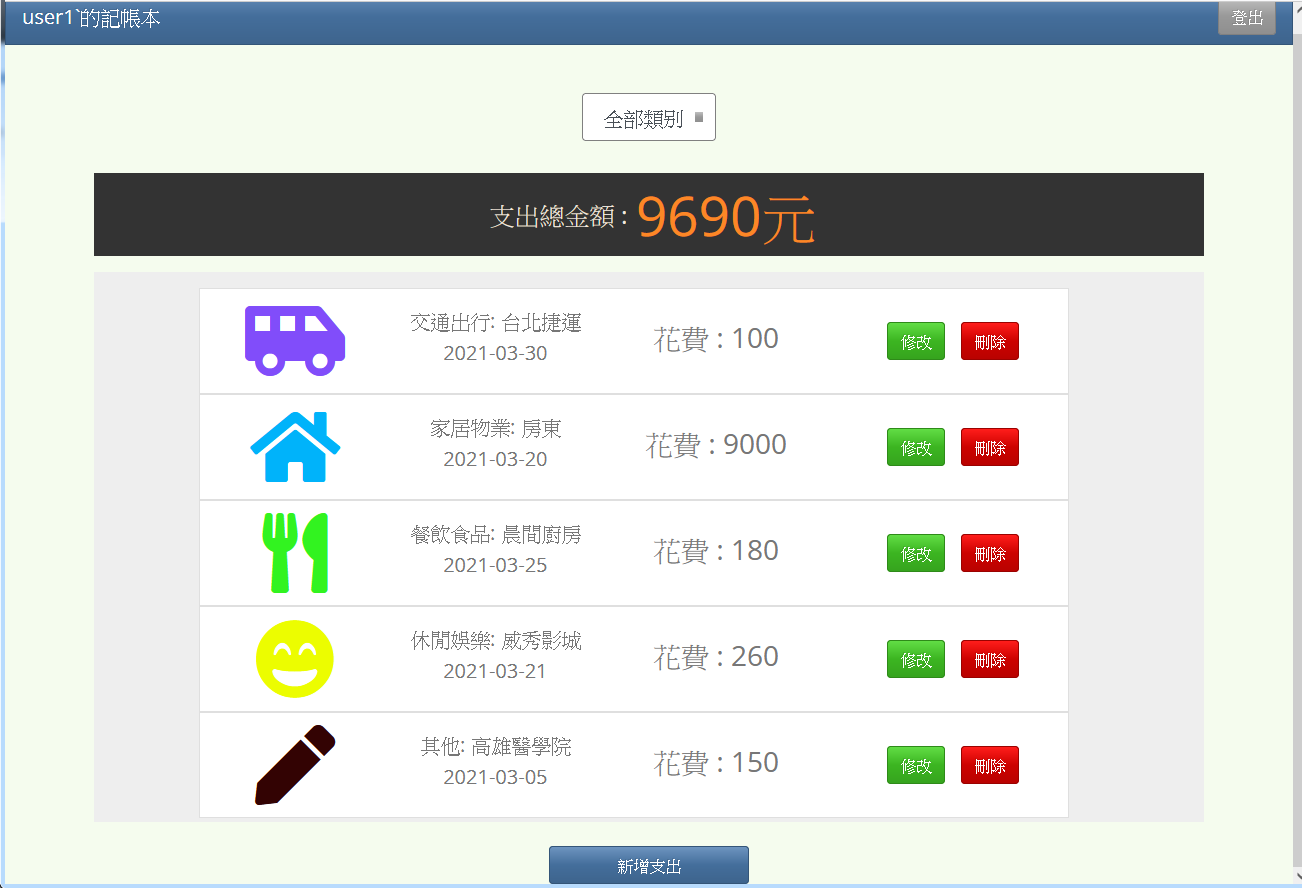 user1`的記帳本
登出
全部類別
支出總金額 : 9690元
交通出行: 台北捷運
2021-03-30
花費 : 100
修改
刪除
家居物業: 房東
2021-03-20
花費 : 9000
修改
刪除
餐飲食品: 晨間廚房
2021-03-25
花費 : 180
修改
刪除
休閒娛樂: 威秀影城
2021-03-21
花費 : 260
修改
刪除
其他: 高雄醫學院
2021-03-05
花費 : 150
修改
刪除
新增支出